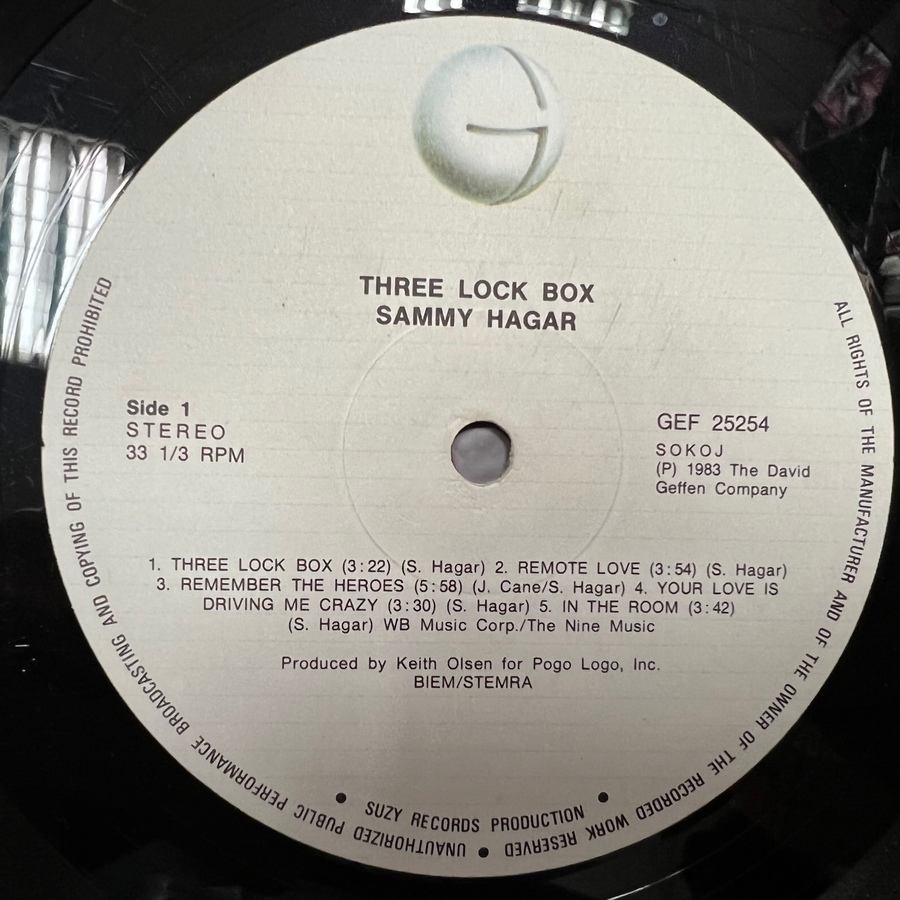 THREE LOCK BOX
SAMMY HAGAR
Side 1
STEREO
33 1/3 RPM
GEF 25254
SOKOJ
(P) 1983 The David
Geffen Company
1. THREE LOCK BOX (3:22) (S. Hagar) 2. REMOTE LOVE (3:54) (S. Hagar)
3. REMEMBER THE HEROES (5:58) (J. Cane/S. Hagar) 4. YOUR LOVE IS
DRIVING ME CRAZY (3:30) (S. Hagar) 5. IN THE ROOM (3:42)
(S. Hagar) WB Music Corp./The Nine Music
Produced by Keith Olsen for Pogo Logo, Inc.
BIEM/STEMRA
• SUZY RECORDS PRODUCTION •
ALL RIGHTS OF THE MANUFACTURER AND OF THE OWNER OF THE RECORDED WORK RESERVED • UNAUTHORIZED PUBLIC PERFORMANCE BROADCASTING AND COPYING OF THIS RECORD PROHIBITED